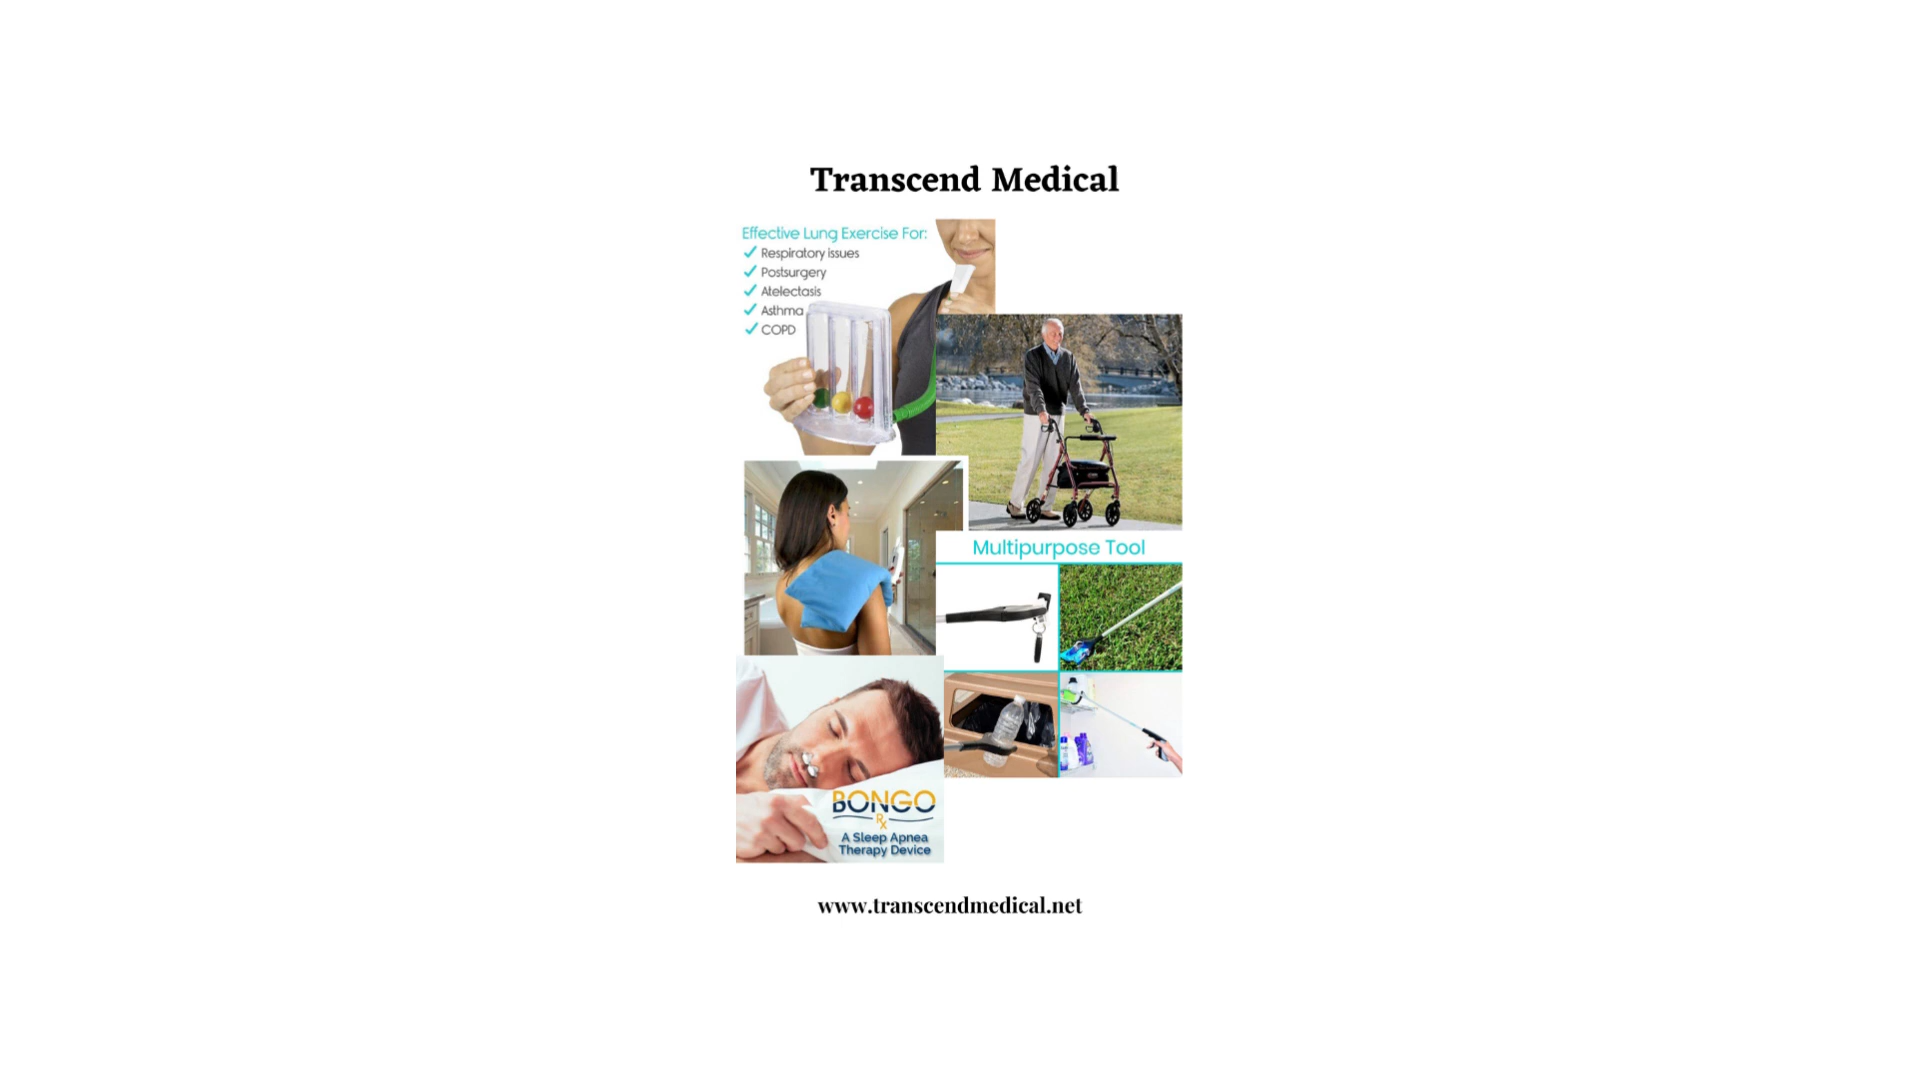 Transcend Medical
Effective Lung Exercise For:
Respiratory issues
Postsurgery
Atelectasis
Asthma
COPD
Multipurpose Tool
BONGO
Rx
A Sleep Apnea
Therapy Device
www.transcendmedical.net